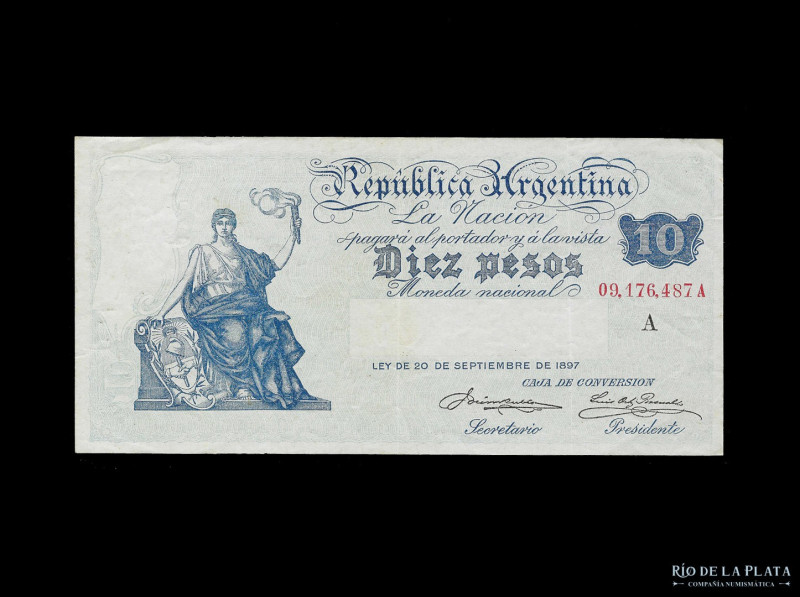 República Argentina
La Nacion
pagará al portador y á la vista
Diez pesos
Moneda nacional
10
09,176,487 A
A
LEY DE 20 DE SEPTIEMBRE DE 1897
CAJA DE CONVERSION
Secretario
Presidente
RÍO DE LA PLATA
COMPAÑÍA NUMISMÁTICA